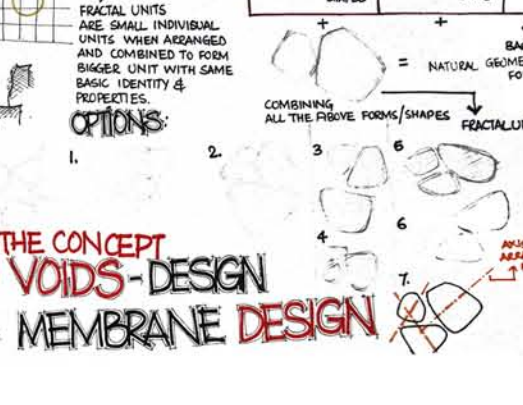 FRACTAL UNITS
ARE SMALL INDIVISUAL
UNITS WHEN ARRANGED
AND COMBINED TO FORM
BIGGER UNIT WITH SAME
BASIC IDENTITY &
PROPERTIES.
OPTIONS:
+ +
= NATURAL
COMBINING
ALL THE ABOVE FORMS/SHAPES
1. 2. 3 5
4 6
7.
THE CONCEPT
VOIDS-DESIGN
MEMBRANE DESIGN